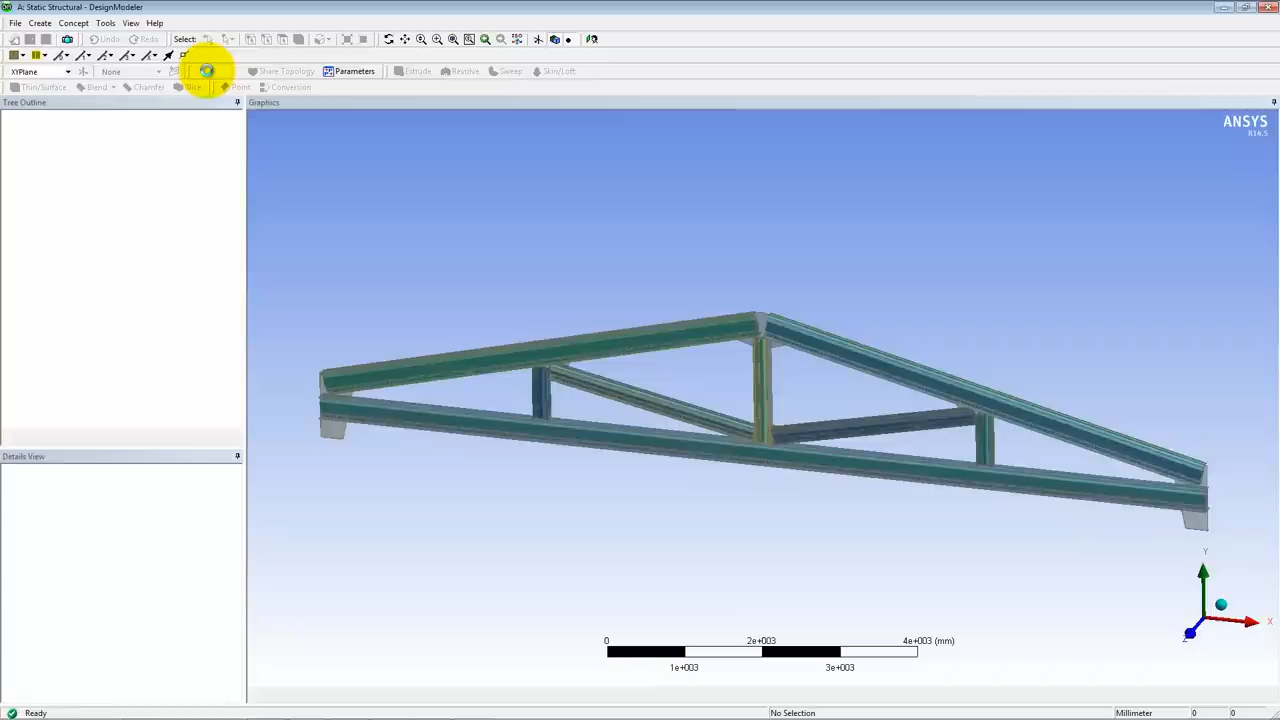 A: Static Structural - DesignModeler
File Create Concept Tools View Help
Undo Redo Select:
XYPlane None Share Topology Parameters Extrude Revolve Sweep Skin/Loft
Thin/Surface Blend Chamfer Slice Point Conversion
Tree Outline
Graphics
ANSYS
R14.5
Details View
Y
X
Z
0 2e+003 4e+003 (mm)
1e+003 3e+003
Ready No Selection Millimeter 0 0